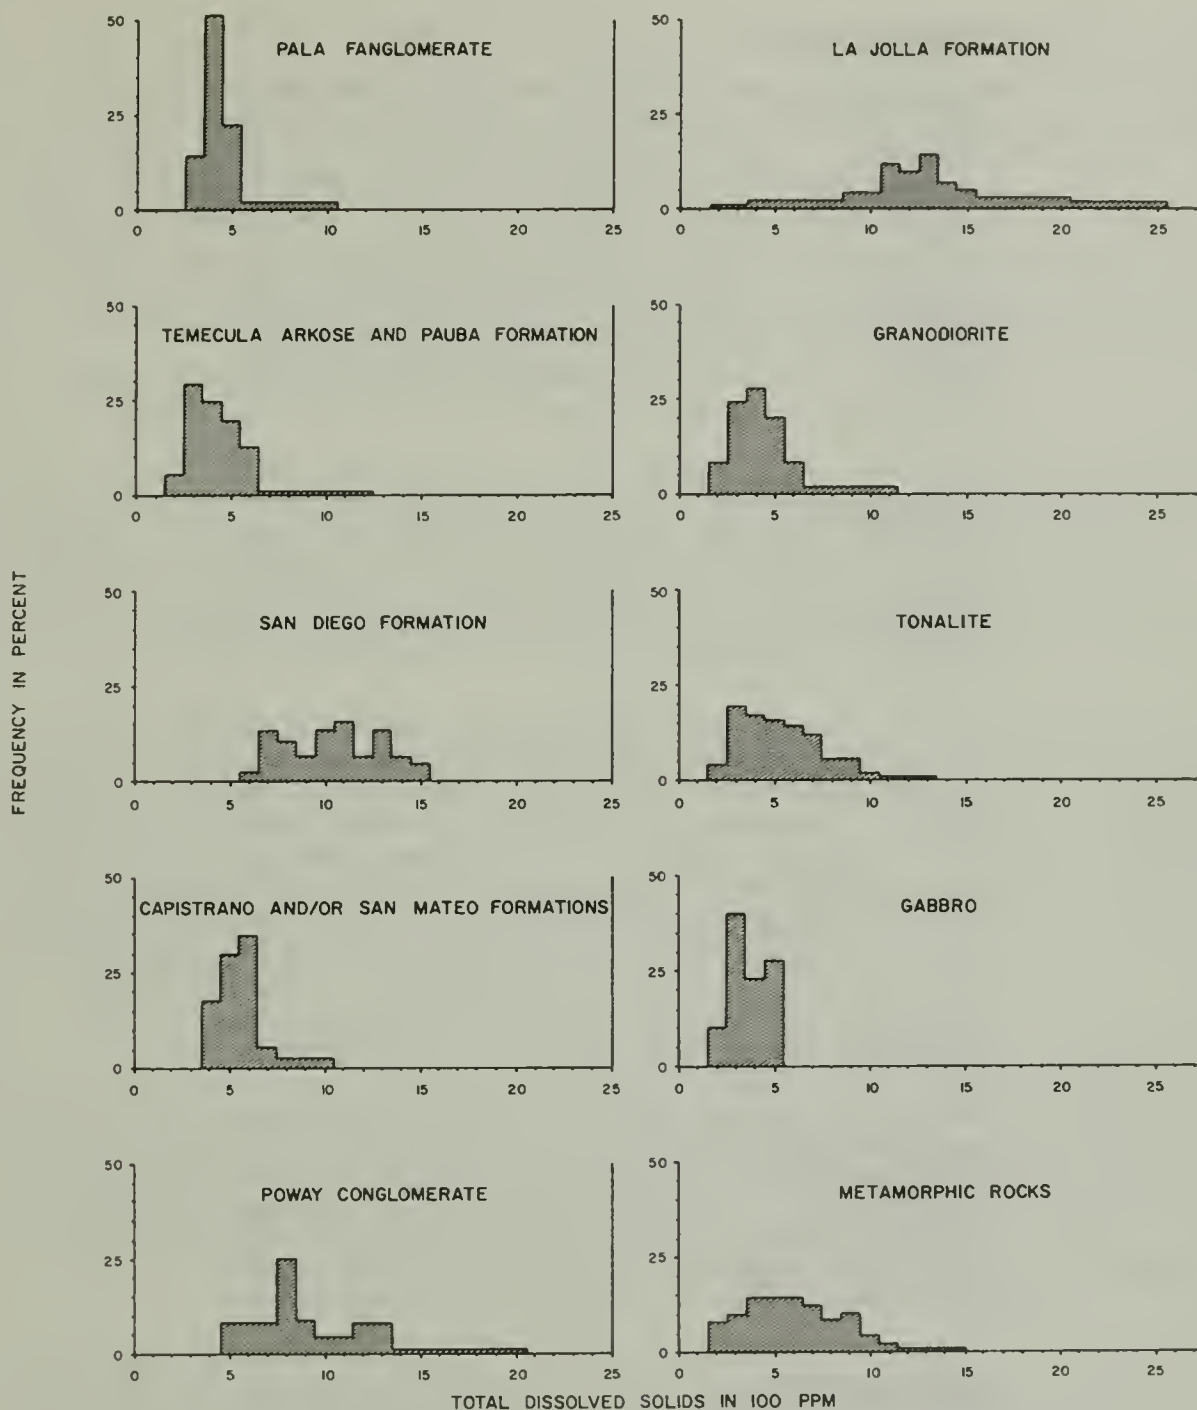 PALA FANGLOMERATE
50
25
0
0 5 10 15 20 25
LA JOLLA FORMATION
50
25
0
0 5 10 15 20 25
TEMECULA ARKOSE AND PAUBA FORMATION
50
25
0
0 5 10 15 20 25
GRANODIORITE
50
25
0
0 5 10 15 20 25
FREQUENCY IN PERCENT
SAN DIEGO FORMATION
50
25
0
0 5 10 15 20 25
TONALITE
50
25
0
0 5 10 15 20 25
CAPISTRANO AND/OR SAN MATEO FORMATIONS
50
25
0
0 5 10 15 20 25
GABBRO
50
25
0
0 5 10 15 20 25
POWAY CONGLOMERATE
50
25
0
0 5 10 15 20 25
METAMORPHIC ROCKS
50
25
0
0 5 10 15 20 25
TOTAL DISSOLVED SOLIDS IN 100 PPM